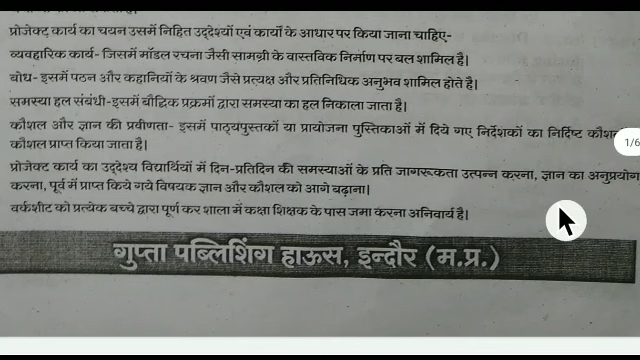 प्रोजेक्ट कार्य का चयन उसमें निहित उद्देश्यों एवं कार्यों के आधार पर किया जाना चाहिए-
व्यवहारिक कार्य- जिसमें मॉडल रचना जैसी सामग्री के वास्तविक निर्माण पर बल शामिल है।
बोध- इसमें पठन और कहानियों के श्रवण जैसे प्रत्यक्ष और प्रतिनिधिक अनुभव शामिल होते है।
समस्या हल संबंधी-इसमें बौद्धिक प्रक्रमों द्वारा समस्या का हल निकाला जाता है।
कौशल और ज्ञान की प्रवीणता- इसमें पाठ्यपुस्तकों या प्रायोजना पुस्तिकाओं में दिये गए निर्देशकों का निर्दिष्ट
1/6
कौशल प्राप्त किया जाता है।
प्रोजेक्ट कार्य का उद्देश्य विद्यार्थियों में दिन-प्रतिदिन की समस्याओं के प्रति जागरूकता उत्पन्न करना, ज्ञान का अनुप्रयोग
करना, पूर्व में प्राप्त किये गये विषयक ज्ञान और कौशल को आगे बढ़ाना।
वर्कशीट को प्रत्येक बच्चे द्वारा पूर्ण कर शाला में कक्षा शिक्षक के पास जमा करना अनिवार्य है।
गुप्ता पब्लिशिंग हाऊस, इन्दौर (म.प्र.)